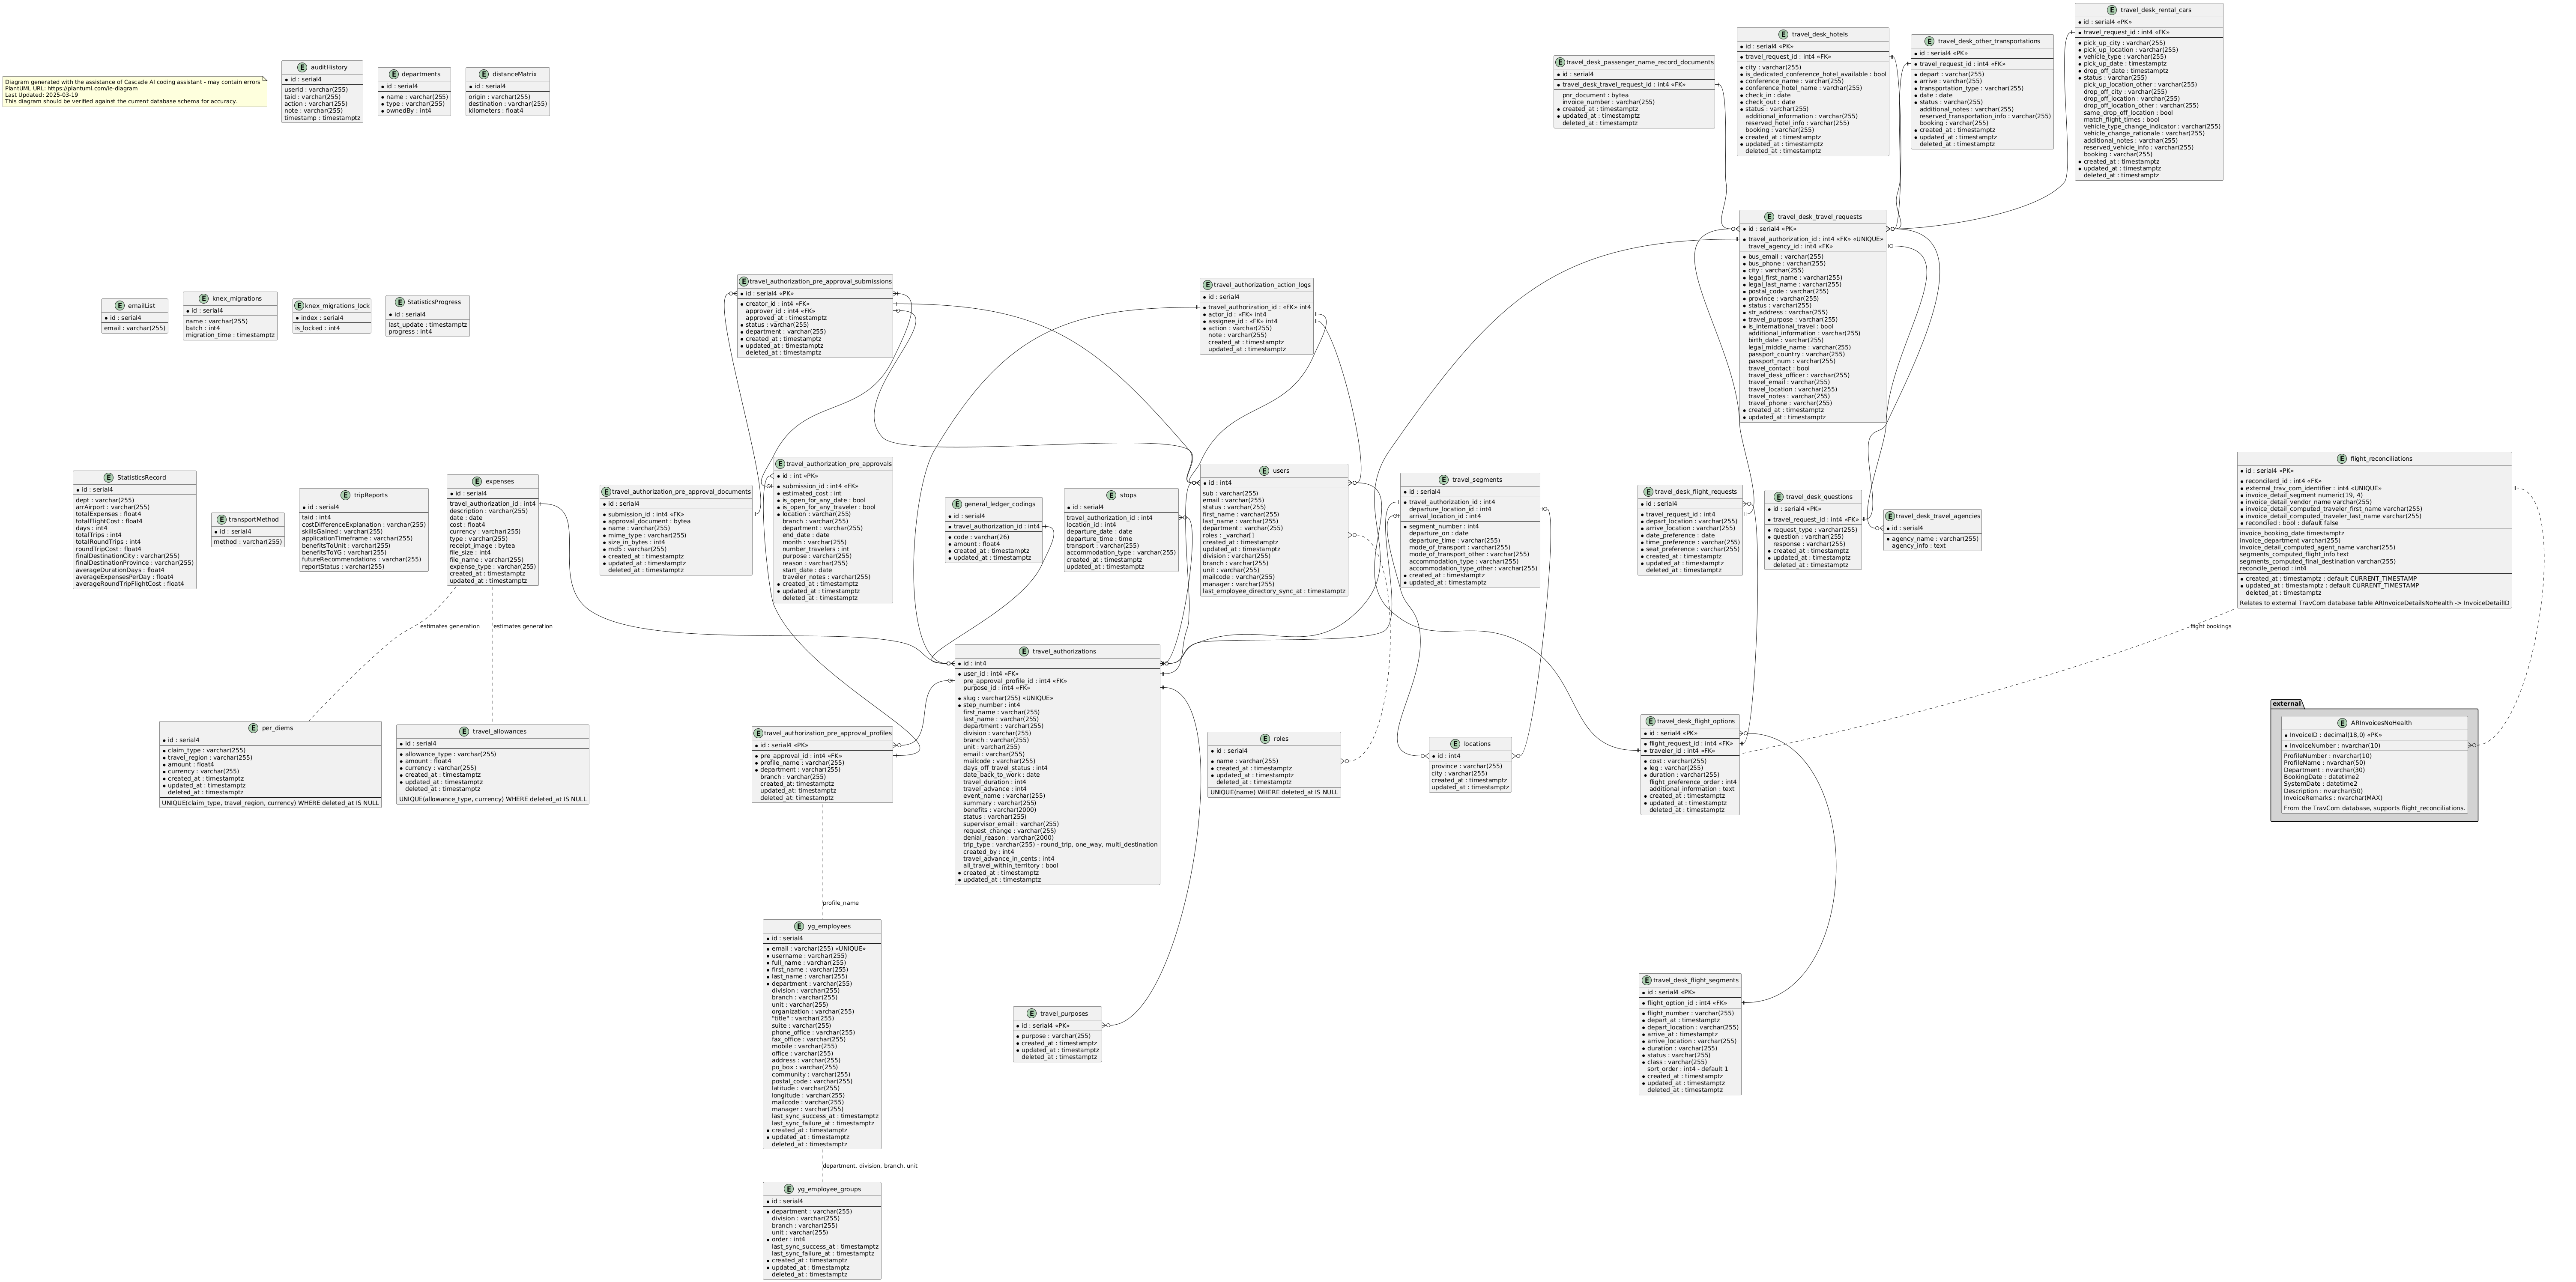 Diagram generated with the assistance of Cascade AI coding assistant - may contain errors
PlantUML URL: https://plantuml.com/ie-diagram
Last Updated: 2025-03-19
This diagram should be verified against the current database schema for accuracy.
E auditHistory
* id : serial4
userId : varchar(255)
taid : varchar(255)
action : varchar(255)
note : varchar(255)
timestamp : timestamptz
E departments
* id : serial4
* name : varchar(255)
* type : varchar(255)
* ownedBy : int4
E distanceMatrix
* id : serial4
origin : varchar(255)
destination : varchar(255)
kilometers : float4
E travel_desk_passenger_name_record_documents
* id : serial4
* travel_desk_travel_request_id : int4 «FK»
pnr_document : bytea
invoice_number : varchar(255)
* created_at : timestamptz
* updated_at : timestamptz
deleted_at : timestamptz
E travel_desk_hotels
* id : serial4 «PK»
* travel_request_id : int4 «FK»
* city : varchar(255)
* is_dedicated_conference_hotel_available : bool
* conference_name : varchar(255)
* conference_hotel_name : varchar(255)
* check_in : date
* check_out : date
* status : varchar(255)
additional_information : varchar(255)
reserved_hotel_info : varchar(255)
booking : varchar(255)
* created_at : timestamptz
* updated_at : timestamptz
deleted_at : timestamptz
E travel_desk_other_transportations
* id : serial4 «PK»
* travel_request_id : int4 «FK»
* depart : varchar(255)
* arrive : varchar(255)
* transportation_type : varchar(255)
* date : date
* status : varchar(255)
additional_notes : varchar(255)
reserved_transportation_info : varchar(255)
booking : varchar(255)
* created_at : timestamptz
* updated_at : timestamptz
deleted_at : timestamptz
E travel_desk_rental_cars
* id : serial4 «PK»
* travel_request_id : int4 «FK»
* pick_up_city : varchar(255)
* pick_up_location : varchar(255)
* vehicle_type : varchar(255)
* pick_up_date : timestamptz
* drop_off_date : timestamptz
* status : varchar(255)
pick_up_location_other : varchar(255)
drop_off_city : varchar(255)
drop_off_location : varchar(255)
drop_off_location_other : varchar(255)
same_drop_off_location : bool
match_flight_times : bool
vehicle_type_change_indicator : varchar(255)
vehicle_change_rationale : varchar(255)
additional_notes : varchar(255)
reserved_vehicle_info : varchar(255)
booking : varchar(255)
* created_at : timestamptz
* updated_at : timestamptz
deleted_at : timestamptz
E emailList
* id : serial4
email : varchar(255)
E knex_migrations
* id : serial4
name : varchar(255)
batch : int4
migration_time : timestamptz
E knex_migrations_lock
* index : serial4
is_locked : int4
E StatisticsProgress
* id : serial4
last_update : timestamptz
progress : int4
E travel_authorization_pre_approval_submissions
* id : serial4 «PK»
* creator_id : int4 «FK»
approver_id : int4 «FK»
approved_at : timestamptz
* status : varchar(255)
* department : varchar(255)
* created_at : timestamptz
* updated_at : timestamptz
deleted_at : timestamptz
E travel_authorization_action_logs
* id : serial4
* travel_authorization_id : «FK» int4
* actor_id : «FK» int4
* assignee_id : «FK» int4
* action : varchar(255)
note : varchar(255)
created_at : timestamptz
updated_at : timestamptz
E travel_desk_travel_requests
* id : serial4 «PK»
* travel_authorization_id : int4 «FK» «UNIQUE»
travel_agency_id : int4 «FK»
* bus_email : varchar(255)
* bus_phone : varchar(255)
* city : varchar(255)
* legal_first_name : varchar(255)
* legal_last_name : varchar(255)
* postal_code : varchar(255)
* province : varchar(255)
* status : varchar(255)
* str_address : varchar(255)
* travel_purpose : varchar(255)
* is_international_travel : bool
additional_information : varchar(255)
birth_date : varchar(255)
legal_middle_name : varchar(255)
passport_country : varchar(255)
passport_num : varchar(255)
travel_contact : bool
travel_desk_officer : varchar(255)
travel_email : varchar(255)
travel_location : varchar(255)
travel_notes : varchar(255)
travel_phone : varchar(255)
* created_at : timestamptz
* updated_at : timestamptz
E StatisticsRecord
* id : serial4
dept : varchar(255)
arrAirport : varchar(255)
totalExpenses : float4
totalFlightCost : float4
days : int4
totalTrips : int4
totalRoundTrips : int4
roundTripCost : float4
finalDestinationCity : varchar(255)
finalDestinationProvince : varchar(255)
averageDurationDays : float4
averageExpensesPerDay : float4
averageRoundTripFlightCost : float4
E transportMethod
* id : serial4
method : varchar(255)
E tripReports
* id : serial4
taid : int4
costDifferenceExplanation : varchar(255)
skillsGained : varchar(255)
applicationTimeframe : varchar(255)
benefitsToUnit : varchar(255)
benefitsToYG : varchar(255)
futureRecommendations : varchar(255)
reportStatus : varchar(255)
E expenses
* id : serial4
travel_authorization_id : int4
description : varchar(255)
date : date
cost : float4
currency : varchar(255)
type : varchar(255)
receipt_image : bytea
file_size : int4
file_name : varchar(255)
expense_type : varchar(255)
created_at : timestamptz
updated_at : timestamptz
E travel_authorization_pre_approval_documents
* id : serial4
* submission_id : int4 «FK»
* approval_document : bytea
* name : varchar(255)
* mime_type : varchar(255)
* size_in_bytes : int4
* md5 : varchar(255)
* created_at : timestamptz
* updated_at : timestamptz
deleted_at : timestamptz
E travel_authorization_pre_approvals
* id : int «PK»
* submission_id : int4 «FK»
* estimated_cost : int
* is_open_for_any_date : bool
* is_open_for_any_traveler : bool
* location : varchar(255)
branch : varchar(255)
department : varchar(255)
end_date : date
month : varchar(255)
number_travelers : int
purpose : varchar(255)
reason : varchar(255)
start_date : date
traveler_notes : varchar(255)
* created_at : timestamptz
* updated_at : timestamptz
deleted_at : timestamptz
E general_ledger_codings
* id : serial4
* travel_authorization_id : int4
* code : varchar(26)
* amount : float4
* created_at : timestamptz
* updated_at : timestamptz
E stops
* id : serial4
travel_authorization_id : int4
location_id : int4
departure_date : date
departure_time : time
transport : varchar(255)
accommodation_type : varchar(255)
created_at : timestamptz
updated_at : timestamptz
E users
* id : int4
sub : varchar(255)
email : varchar(255)
status : varchar(255)
first_name : varchar(255)
last_name : varchar(255)
department : varchar(255)
roles : _varchar[]
created_at : timestamptz
updated_at : timestamptz
division : varchar(255)
branch : varchar(255)
unit : varchar(255)
mailcode : varchar(255)
manager : varchar(255)
last_employee_directory_sync_at : timestamptz
E travel_segments
* id : serial4
* travel_authorization_id : int4
departure_location_id : int4
arrival_location_id : int4
* segment_number : int4
departure_on : date
departure_time : varchar(255)
mode_of_transport : varchar(255)
mode_of_transport_other : varchar(255)
accommodation_type : varchar(255)
accommodation_type_other : varchar(255)
* created_at : timestamptz
* updated_at : timestamptz
E travel_desk_flight_requests
* id : serial4
* travel_request_id : int4
* depart_location : varchar(255)
* arrive_location : varchar(255)
* date_preference : date
* time_preference : varchar(255)
* seat_preference : varchar(255)
* created_at : timestamptz
* updated_at : timestamptz
deleted_at : timestamptz
E travel_desk_questions
* id : serial4 «PK»
* travel_request_id : int4 «FK»
* request_type : varchar(255)
* question : varchar(255)
response : varchar(255)
* created_at : timestamptz
* updated_at : timestamptz
deleted_at : timestamptz
E travel_desk_travel_agencies
* id : serial4
* agency_name : varchar(255)
agency_info : text
E flight_reconciliations
* id : serial4 «PK»
* reconcilerd_id : int4 «FK»
* external_trav_com_identifier : int4 «UNIQUE»
* invoice_detail_segment numeric(19, 4)
* invoice_detail_vendor_name varchar(255)
* invoice_detail_computed_traveler_first_name varchar(255)
* invoice_detail_computed_traveler_last_name varchar(255)
* reconciled : bool : default false
invoice_booking_date timestamptz
invoice_department varchar(255)
invoice_detail_computed_agent_name varchar(255)
segments_computed_flight_info text
segments_computed_final_destination varchar(255)
reconcile_period : int4
* created_at : timestamptz : default CURRENT_TIMESTAMP
* updated_at : timestamptz : default CURRENT_TIMESTAMP
deleted_at : timestamptz
Relates to external TravCom database table ARInvoiceDetailsNoHealth -> InvoiceDetailID
estimates generation
estimates generation
flight bookings
E per_diems
* id : serial4
* claim_type : varchar(255)
* travel_region : varchar(255)
* amount : float4
* currency : varchar(255)
* created_at : timestamptz
* updated_at : timestamptz
deleted_at : timestamptz
UNIQUE(claim_type, travel_region, currency) WHERE deleted_at IS NULL
E travel_allowances
* id : serial4
* allowance_type : varchar(255)
* amount : float4
* currency : varchar(255)
* created_at : timestamptz
* updated_at : timestamptz
deleted_at : timestamptz
UNIQUE(allowance_type, currency) WHERE deleted_at IS NULL
E travel_authorization_pre_approval_profiles
* id : serial4 «PK»
* pre_approval_id : int4 «FK»
* profile_name : varchar(255)
* department : varchar(255)
branch : varchar(255)
created_at: timestamptz
updated_at: timestamptz
deleted_at: timestamptz
E travel_authorizations
* id : int4
* user_id : int4 «FK»
pre_approval_profile_id : int4 «FK»
purpose_id : int4 «FK»
* slug : varchar(255) «UNIQUE»
* step_number : int4
first_name : varchar(255)
last_name : varchar(255)
department : varchar(255)
division : varchar(255)
branch : varchar(255)
unit : varchar(255)
email : varchar(255)
mailcode : varchar(255)
days_off_travel_status : int4
date_back_to_work : date
travel_duration : int4
travel_advance : int4
event_name : varchar(255)
summary : varchar(255)
benefits : varchar(2000)
status : varchar(255)
supervisor_email : varchar(255)
request_change : varchar(255)
denial_reason : varchar(2000)
trip_type : varchar(255) - round_trip, one_way, multi_destination
created_by : int4
travel_advance_in_cents : int4
all_travel_within_territory : bool
* created_at : timestamptz
* updated_at : timestamptz
E roles
* id : serial4
* name : varchar(255)
* created_at : timestamptz
* updated_at : timestamptz
deleted_at : timestamptz
UNIQUE(name) WHERE deleted_at IS NULL
E locations
* id : int4
province : varchar(255)
city : varchar(255)
created_at : timestamptz
updated_at : timestamptz
E travel_desk_flight_options
* id : serial4 «PK»
* flight_request_id : int4 «FK»
* traveler_id : int4 «FK»
* cost : varchar(255)
* leg : varchar(255)
* duration : varchar(255)
flight_preference_order : int4
additional_information : text
* created_at : timestamptz
* updated_at : timestamptz
deleted_at : timestamptz
external
E ARInvoicesNoHealth
* InvoiceID : decimal(18,0) «PK»
* InvoiceNumber : nvarchar(10)
ProfileNumber : nvarchar(10)
ProfileName : nvarchar(50)
Department : nvarchar(30)
BookingDate : datetime2
SystemDate : datetime2
Description : nvarchar(50)
InvoiceRemarks : nvarchar(MAX)
From the TravCom database, supports flight_reconciliations.
profile_name
E yg_employees
* id : serial4
* email : varchar(255) «UNIQUE»
* username : varchar(255)
* full_name : varchar(255)
* first_name : varchar(255)
* last_name : varchar(255)
* department : varchar(255)
division : varchar(255)
branch : varchar(255)
unit : varchar(255)
organization : varchar(255)
"title" : varchar(255)
suite : varchar(255)
phone_office : varchar(255)
fax_office : varchar(255)
mobile : varchar(255)
office : varchar(255)
address : varchar(255)
po_box : varchar(255)
community : varchar(255)
postal_code : varchar(255)
latitude : varchar(255)
longitude : varchar(255)
mailcode : varchar(255)
manager : varchar(255)
last_sync_success_at : timestamptz
last_sync_failure_at : timestamptz
* created_at : timestamptz
* updated_at : timestamptz
deleted_at : timestamptz
E travel_purposes
* id : serial4 «PK»
* purpose : varchar(255)
* created_at : timestamptz
* updated_at : timestamptz
deleted_at : timestamptz
E travel_desk_flight_segments
* id : serial4 «PK»
* flight_option_id : int4 «FK»
* flight_number : varchar(255)
* depart_at : timestamptz
* depart_location : varchar(255)
* arrive_at : timestamptz
* arrive_location : varchar(255)
* duration : varchar(255)
* status : varchar(255)
* class : varchar(255)
sort_order : int4 - default 1
* created_at : timestamptz
* updated_at : timestamptz
deleted_at : timestamptz
department, division, branch, unit
E yg_employee_groups
* id : serial4
* department : varchar(255)
division : varchar(255)
branch : varchar(255)
unit : varchar(255)
* order : int4
last_sync_success_at : timestamptz
last_sync_failure_at : timestamptz
* created_at : timestamptz
* updated_at : timestamptz
deleted_at : timestamptz